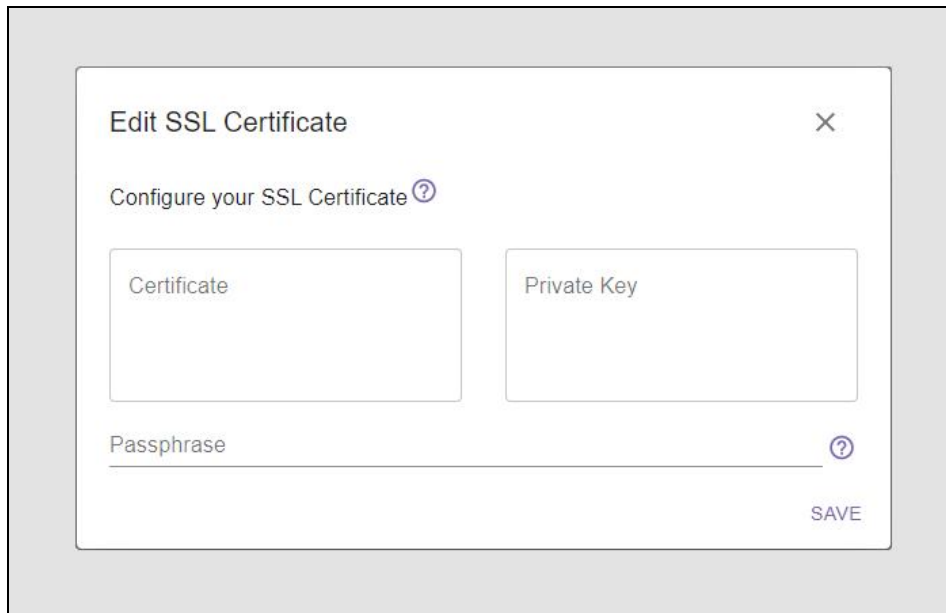 Edit SSL Certificate
Configure your SSL Certificate
Certificate
Private Key
Passphrase
SAVE